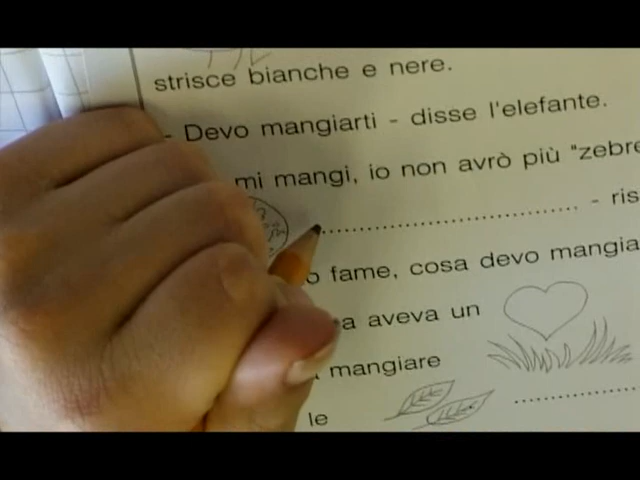 strisce bianche e nere.
- Devo mangiarti - disse l'elefante.
mi mangi, io non avrò più "zebre
........................................ - ris
fame, cosa devo mangia
aveva un
mangiare
le ....................